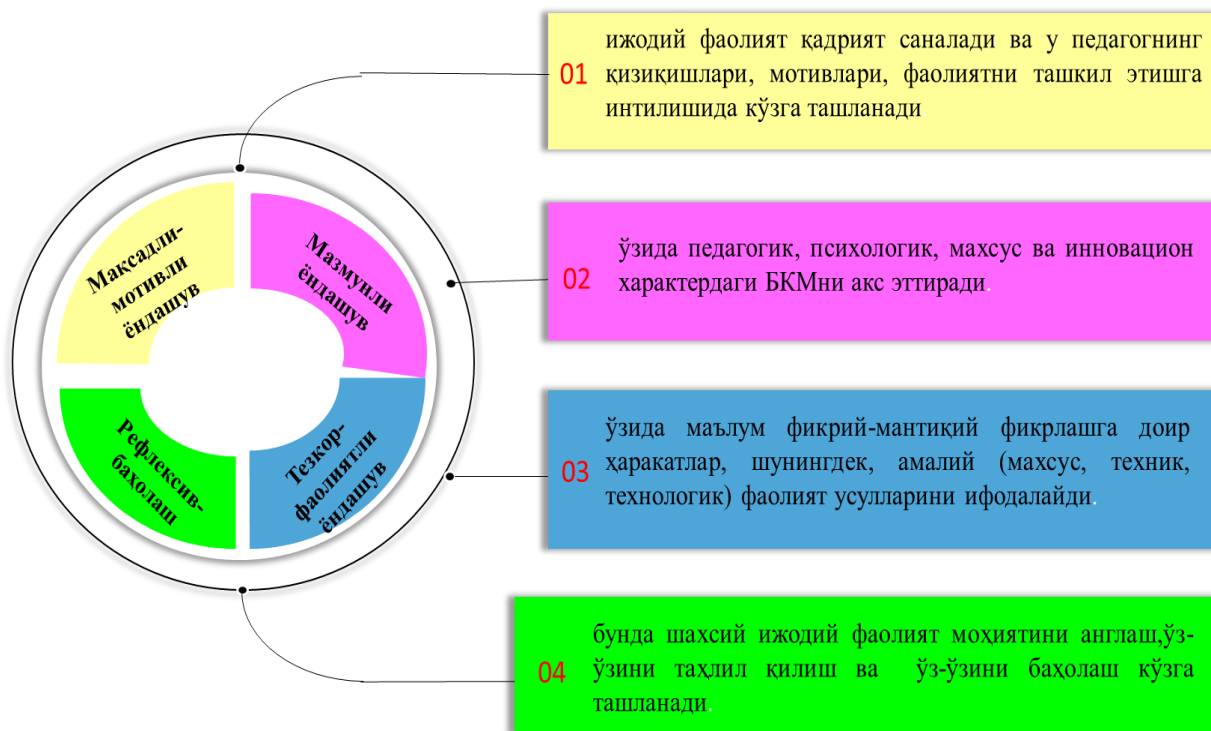 01
ижодий фаолият қадрият саналади ва у педагогнинг
қизиқишлари, мотивлари, фаолиятни ташкил этишга
интилишида кўзга ташланади.
Мақсадли-
мотивли
ёндашув
Мазмунли
ёндашув
02
ўзида педагогик, психологик, махсус ва инновацион
характердаги БКМни акс эттиради.
Рефлексив-
баҳолаш
Тезкор-
фаолиятли
ёндашув
03
ўзида маълум фикрий-мантиқий фикрлашга доир
ҳаракатлар, шунингдек, амалий (махсус, техник,
технологик) фаолият усулларини ифодалайди.
04
бунда шахсий ижодий фаолият моҳиятини англаш,ўз-
ўзини таҳлил қилиш ва ўз-ўзини баҳолаш кўзга
ташланади.